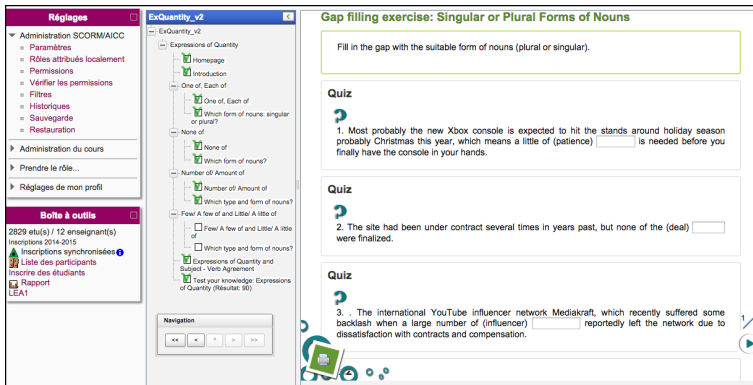 Réglages
Administration SCORM/AICC
Paramètres
Rôles attribués localement
Permissions
Vérifier les permissions
Filtres
Historiques
Sauvegarde
Restauration
Administration du cours
Prendre le rôle...
Réglages de mon profil
Boîte à outils
2829 etu(s) / 12 enseignant(s)
Inscriptions 2014-2015
Inscriptions synchronisées
Liste des participants
Inscrire des étudiants
Rapport
LEA1
ExQuantity_v2
<
ExQuantity_v2
Expressions of Quantity
Homepage
Introduction
One of, Each of
One of, Each of
Which form of nouns: singular
or plural?
None of
None of
Which form of nouns?
Number of/ Amount of
Number of/ Amount of
Which type and form of nouns?
Few/ A few of and Little/ A little of
Few/ A few of and Little/ A little
of
Which type and form of nouns?
Expressions of Quantity and
Subject - Verb Agreement
Test your knowledge: Expressions
of Quantity (Résultat: 90)
Navigation
<< < ^ > >>
Gap filling exercise: Singular or Plural Forms of Nouns
Fill in the gap with the suitable form of nouns (plural or singular).
Quiz
1. Most probably the new Xbox console is expected to hit the stands around holiday season
probably Christmas this year, which means a little of (patience) is needed before you
finally have the console in your hands.
Quiz
2. The site had been under contract several times in years past, but none of the (deal)
were finalized.
Quiz
3. . The international YouTube influencer network Mediakraft, which recently suffered some
backlash when a large number of (influencer) reportedly left the network due to
dissatisfaction with contracts and compensation.
1/